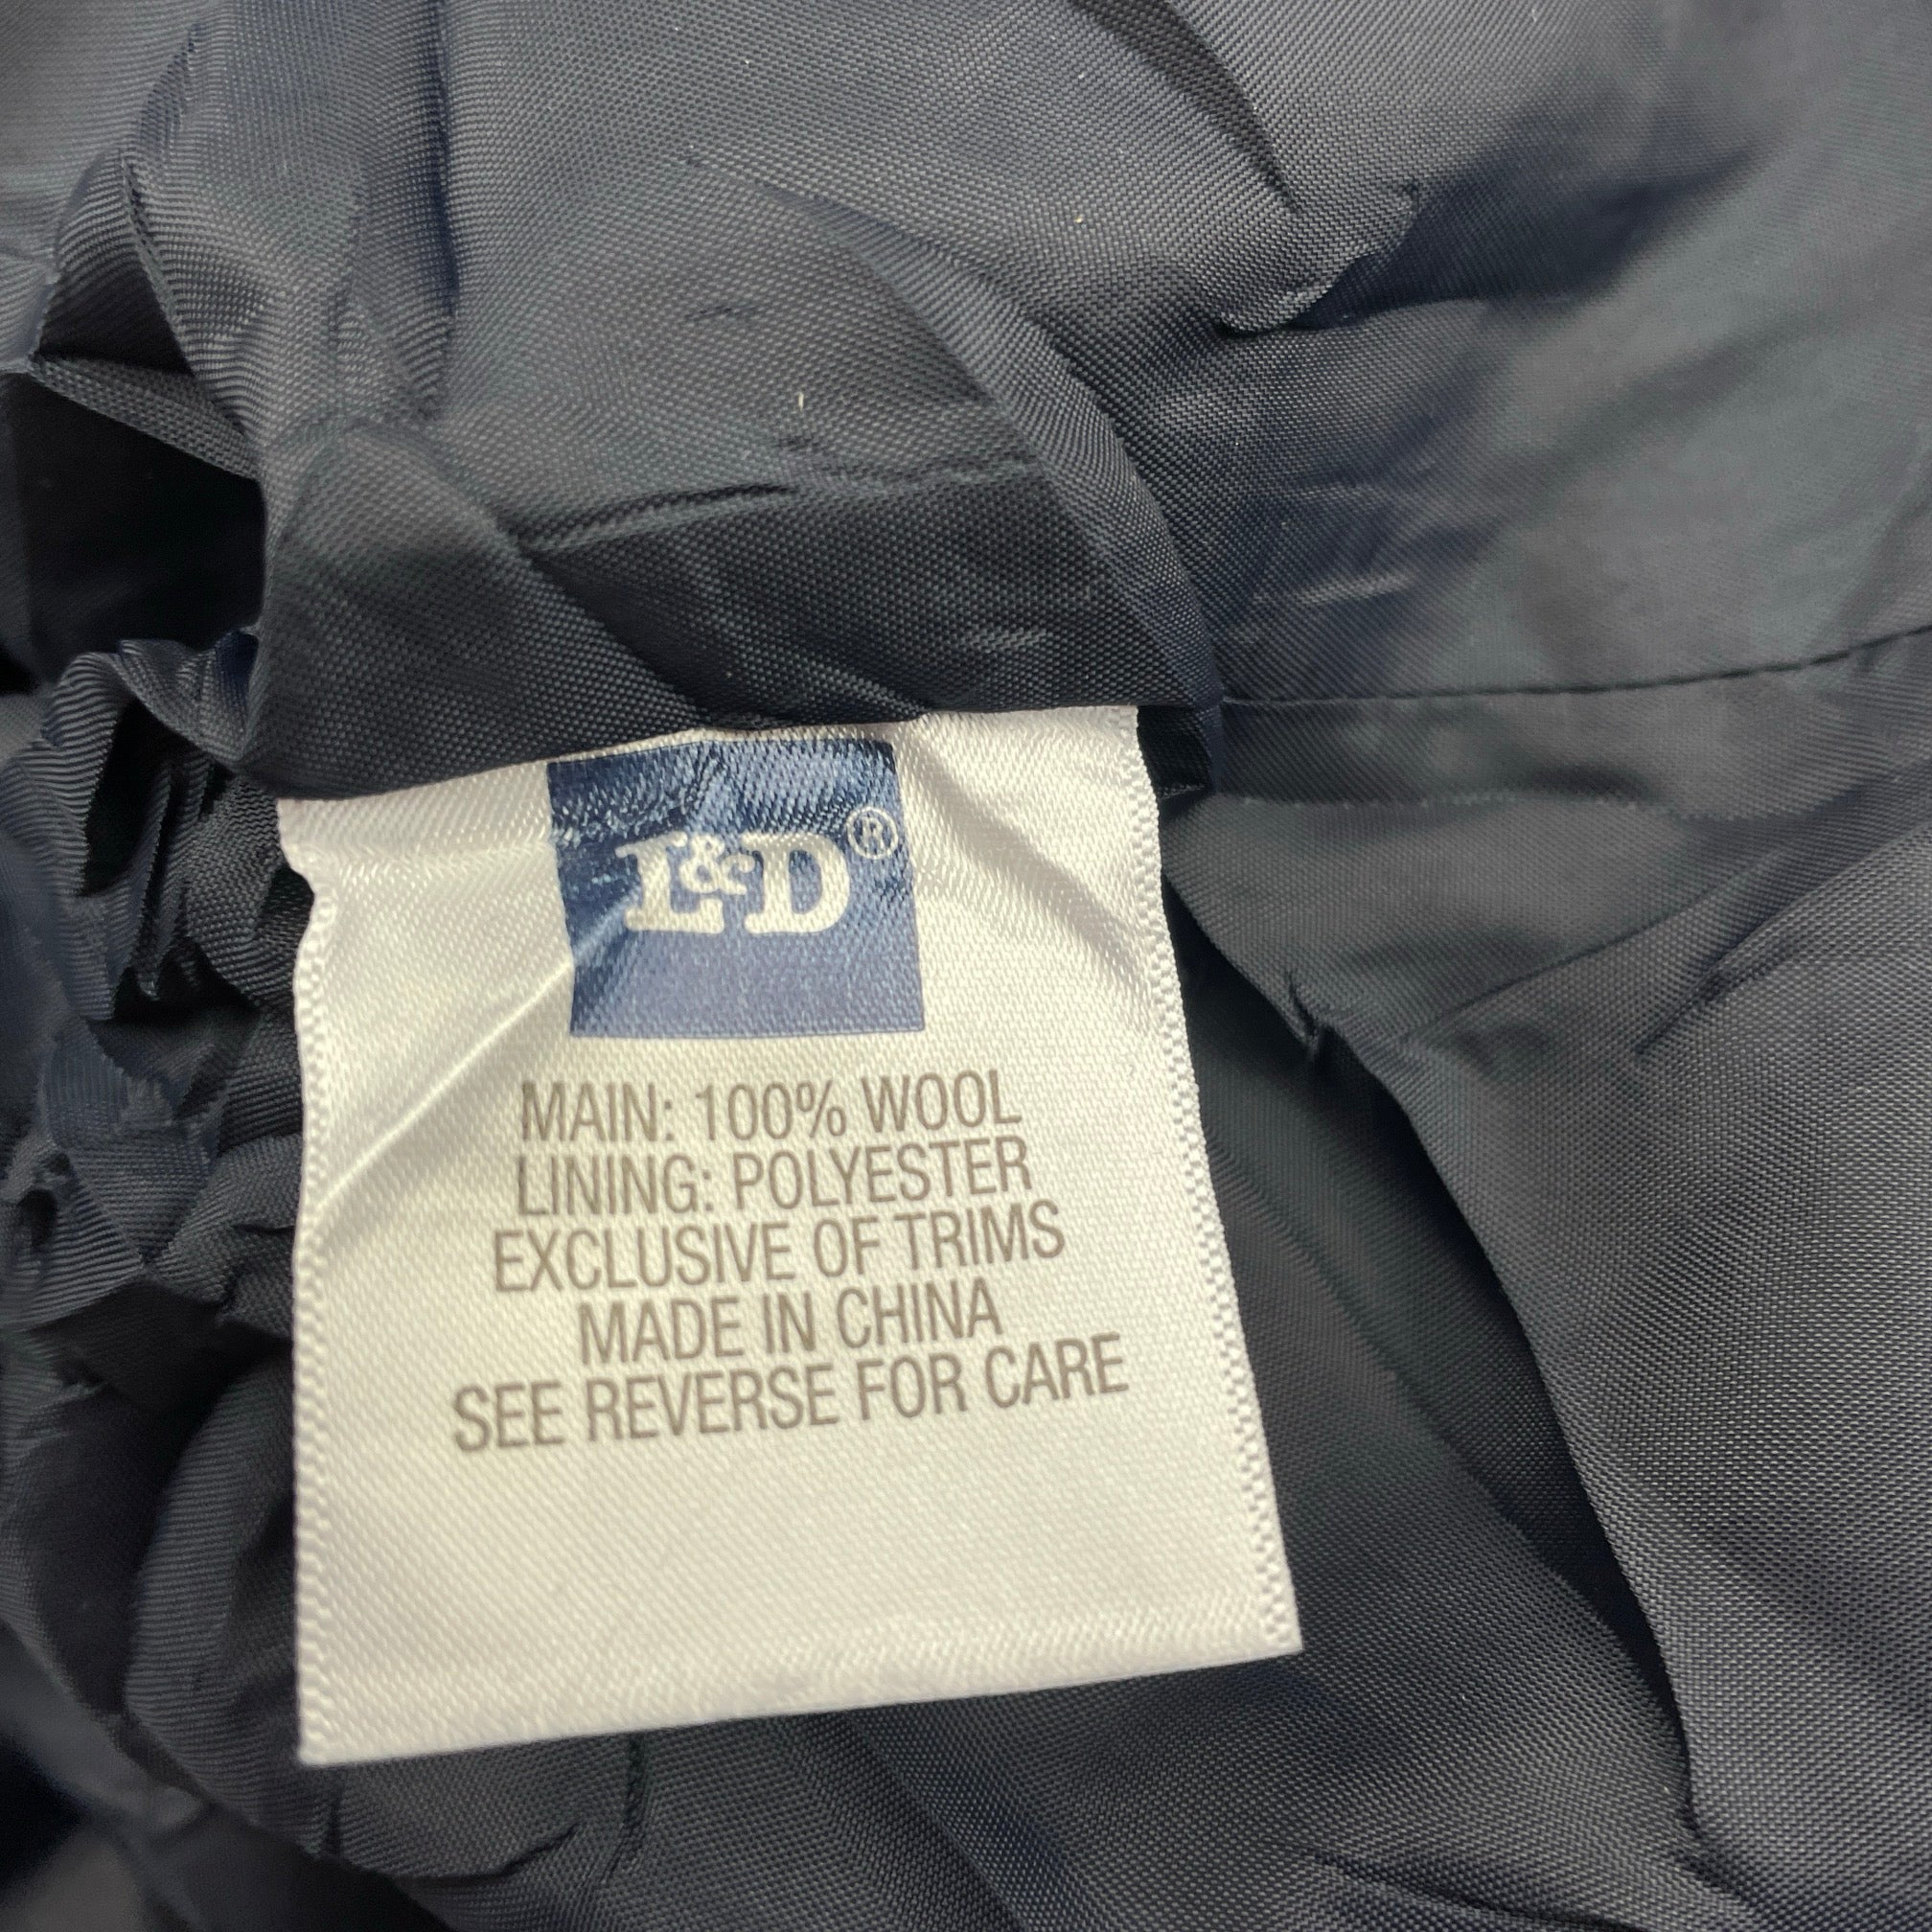 L&D®
MAIN: 100% WOOL
LINING: POLYESTER
EXCLUSIVE OF TRIMS
MADE IN CHINA
SEE REVERSE FOR CARE